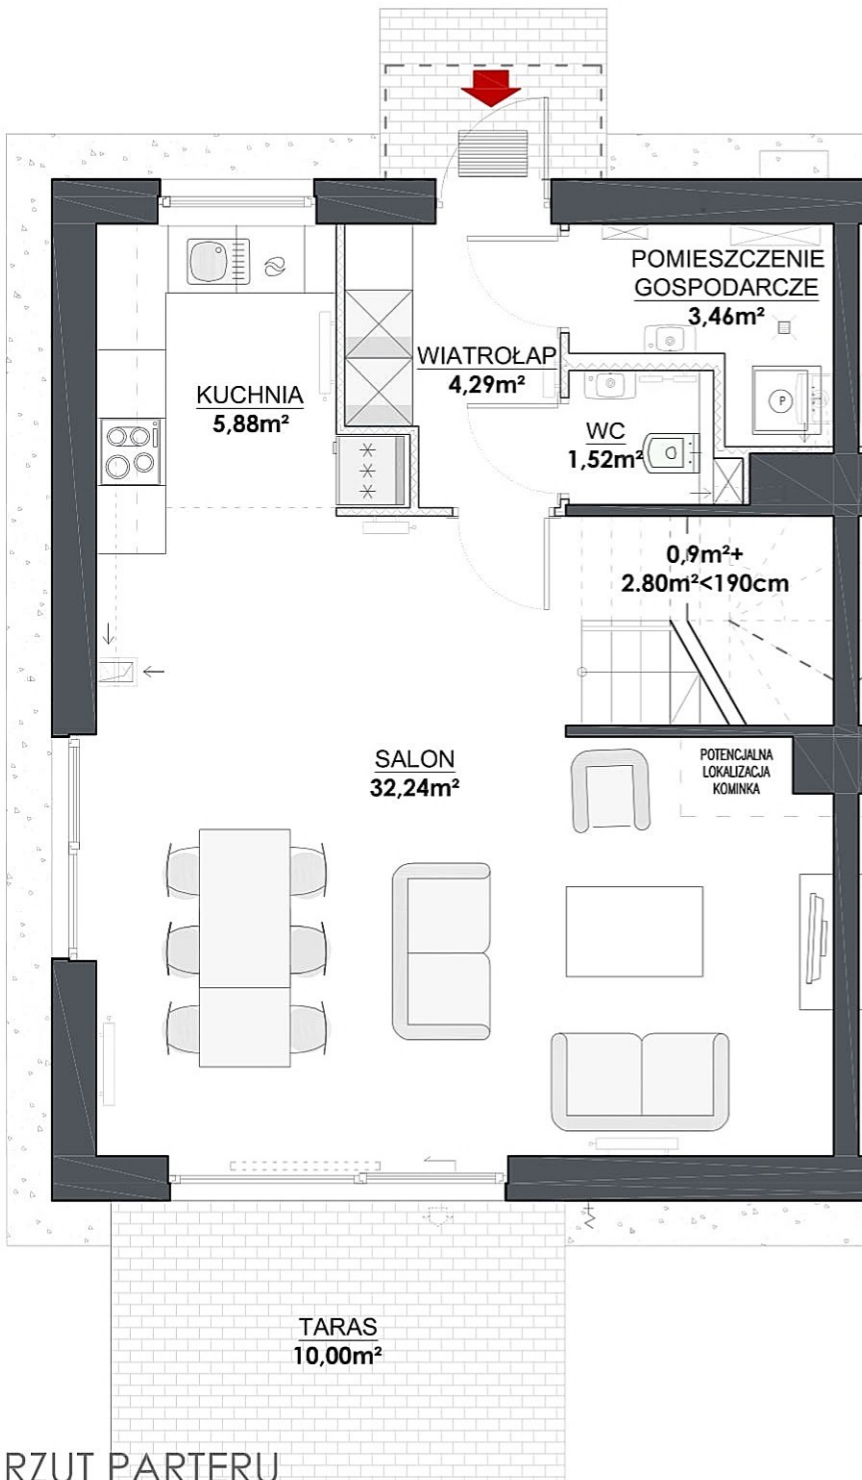 POMIESZCZENIE
GOSPODARCZE
3,46m²
WIATROŁAP
4,29m²
KUCHNIA
5,88m²
WC
1,52m²
P
0,9m²+
2.80m²<190cm
SALON
32,24m²
POTENCJALNA
LOKALIZACJA
KOMINKA
TARAS
10,00m²
RZUT PARTERU